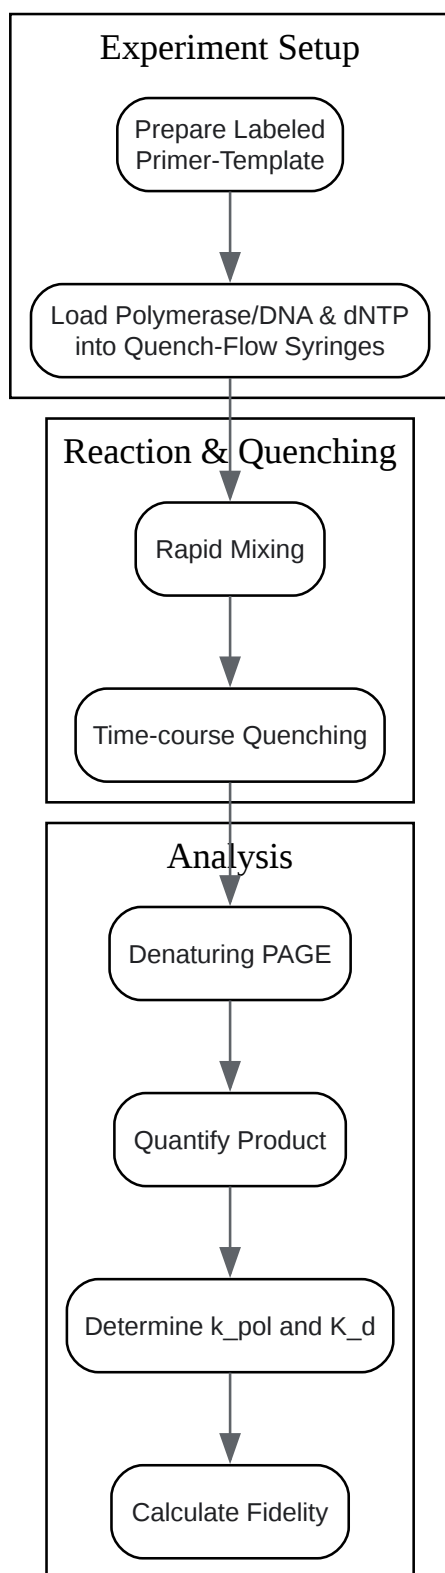 Experiment Setup
Prepare Labeled
Primer-Template
Load Polymerase/DNA & dNTP
into Quench-Flow Syringes
Reaction & Quenching
Rapid Mixing
Time-course Quenching
Analysis
Denaturing PAGE
Quantify Product
Determine k_pol and K_d
Calculate Fidelity